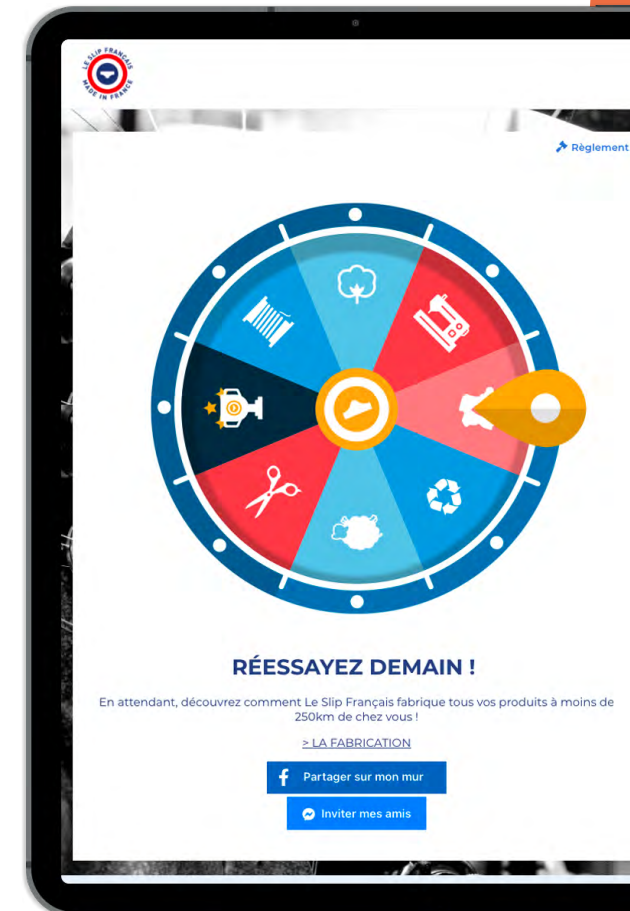 LE SLIP FRANÇAIS
MADE IN FRANCE
Règlement
RÉESSAYEZ DEMAIN !
En attendant, découvrez comment Le Slip Français fabrique tous vos produits à moins de
250km de chez vous !
> LA FABRICATION
Partager sur mon mur
Inviter mes amis